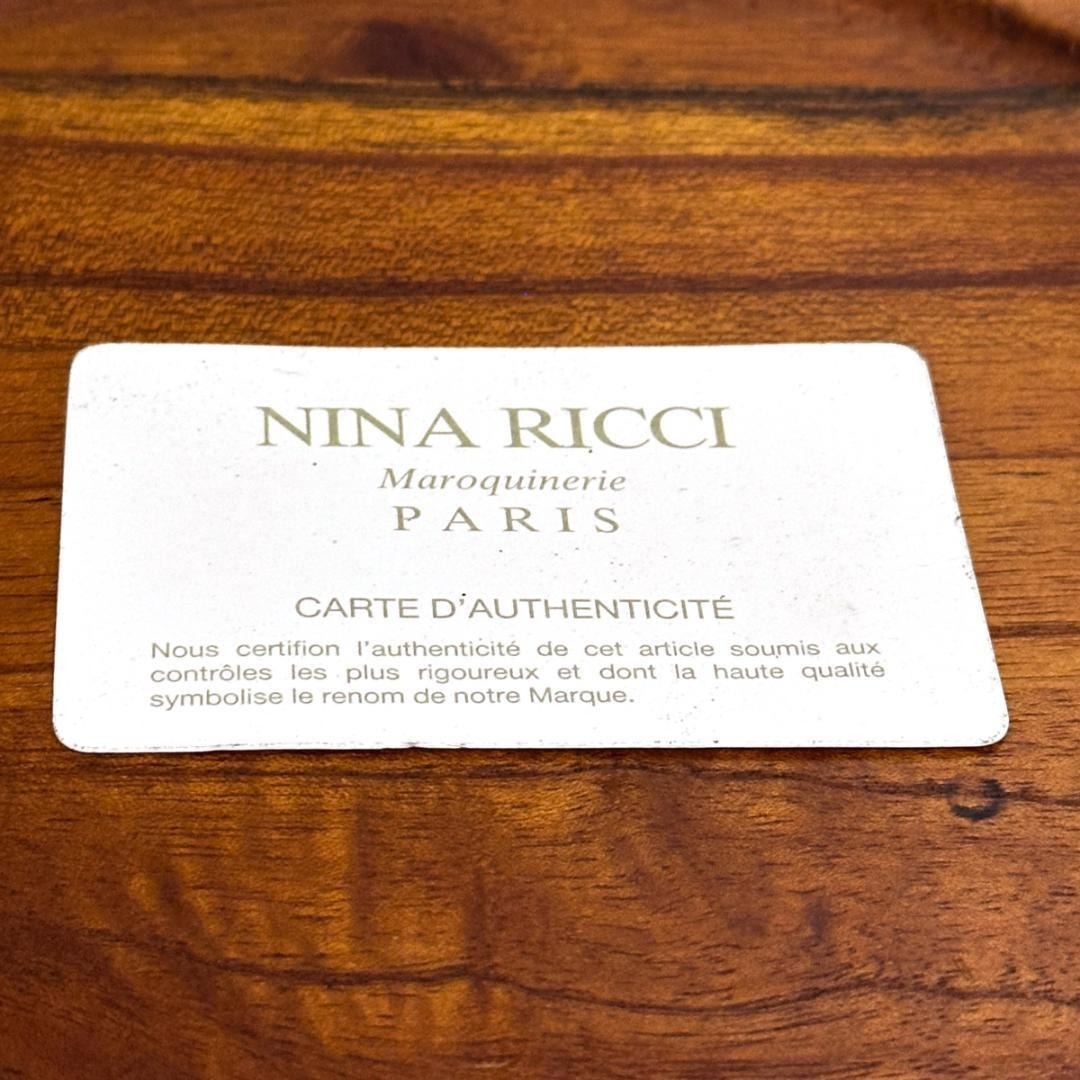 NINA RICCI
Maroquinerie
PARIS
CARTE D'AUTHENTICITÉ
Nous certifion l'authenticité de cet article soumis aux
contrôles les plus rigoureux et dont la haute qualité
symbolise le renom de notre Marque.